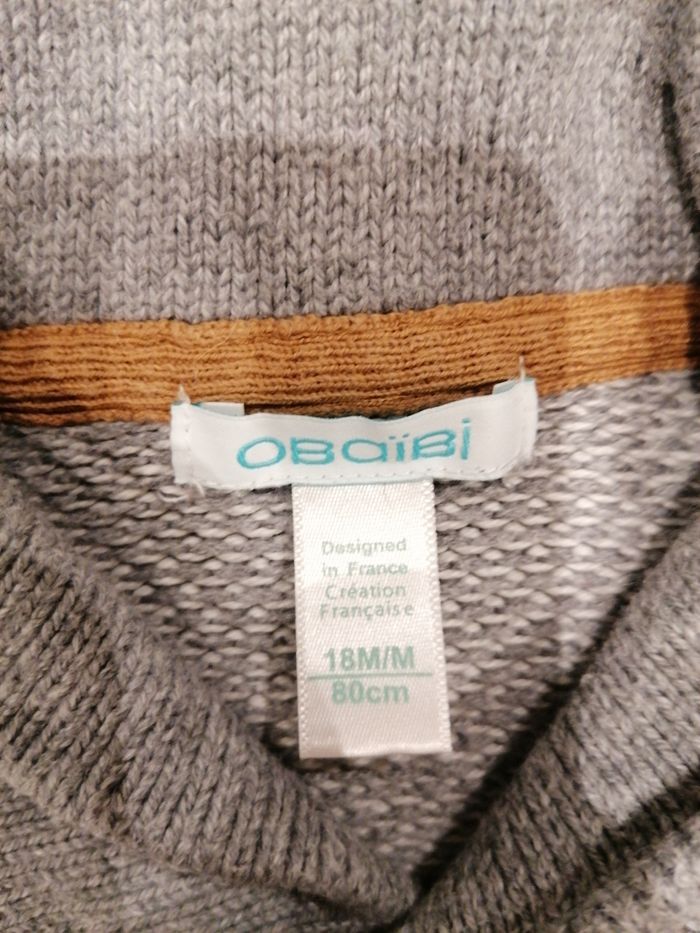 OBaïBi
Designed
in France
Création
Française
18M/M
80cm